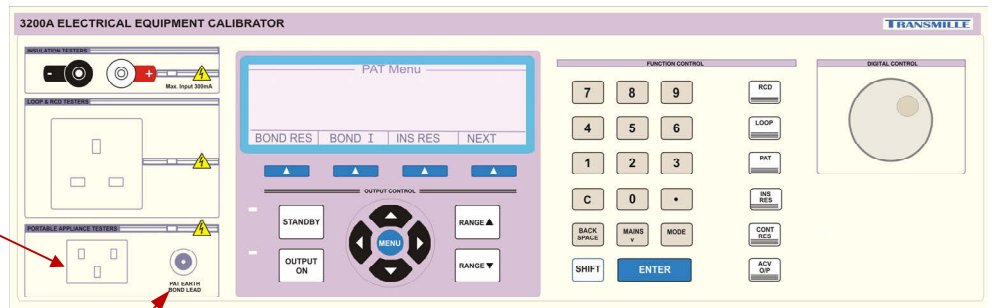 3200A ELECTRICAL EQUIPMENT CALIBRATOR
TRANSMILLE
INSULATION TESTERS
- +
Max. Input 300mA
LOOP & RCD TESTERS
PORTABLE APPLIANCE TESTERS
PAT EARTH
BOND LEAD
PAT Menu
BOND RES BOND I INS RES NEXT
OUTPUT CONTROL
STANDBY
OUTPUT
ON
MENU
RANGE
RANGE
FUNCTION CONTROL
7 8 9
4 5 6
1 2 3
C 0 •
BACK
SPACE
MAINS
V
MODE
SHIFT
ENTER
RCD
LOOP
PAT
INS
RES
CONT
RES
ACV
O/P
DIGITAL CONTROL